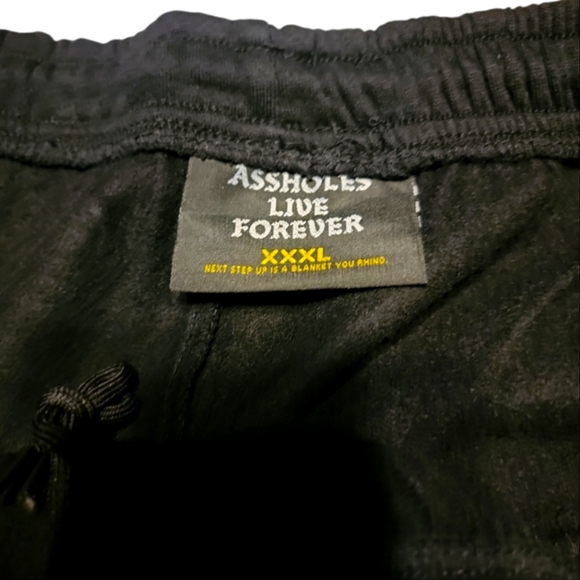 ASSHOLES
LIVE
FOREVER
XXXL
NEXT STEP UP IS A BLANKET YOU RHINO.